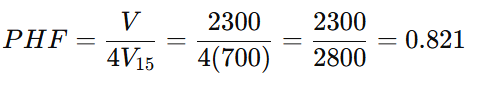 PHF = V / 4V₁₅ = 2300 / 4(700) = 2300 / 2800 = 0.821